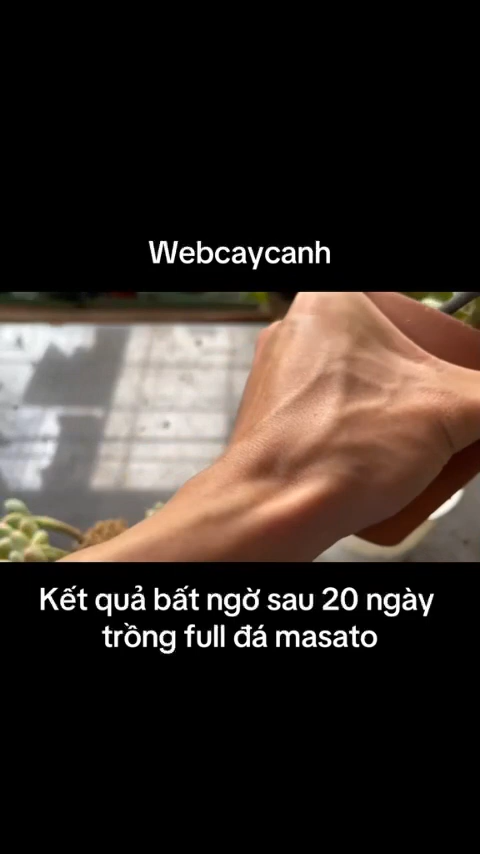 Webcaycanh
Kết quả bất ngờ sau 20 ngày
trồng full đá masato